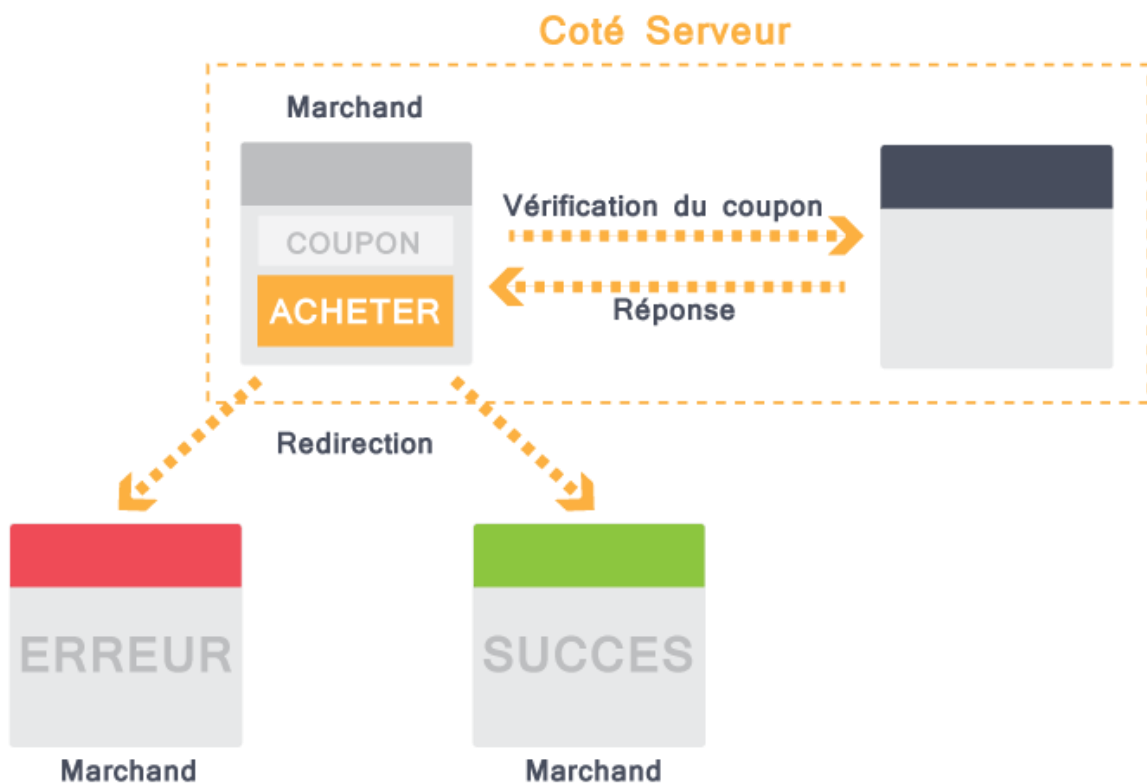 Coté Serveur
Marchand
Vérification du coupon
COUPON
ACHETER
Réponse
Redirection
ERREUR
SUCCES
Marchand
Marchand